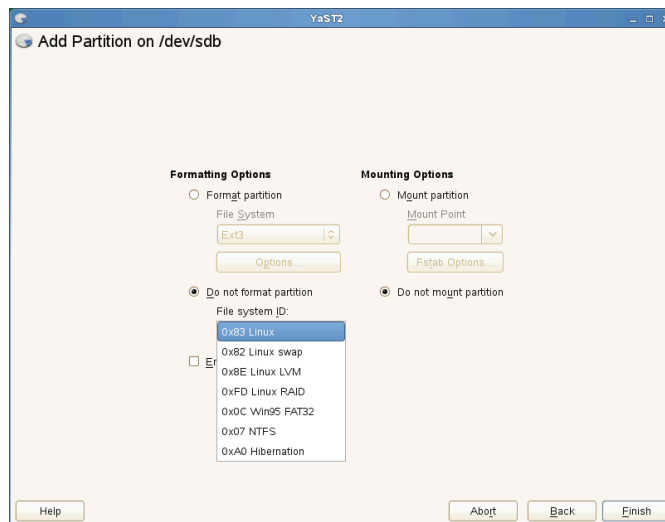 YaST2
Add Partition on /dev/sdb
Formatting Options
Format partition
File System
Ext3
Options...
Do not format partition
File system ID:
0x83 Linux
0x82 Linux swap
0x8E Linux LVM
0xFD Linux RAID
0x0C Win95 FAT32
0x07 NTFS
0xA0 Hibernation
Mounting Options
Mount partition
Mount Point
Fstab Options...
Do not mount partition
Help
Abort
Back
Finish